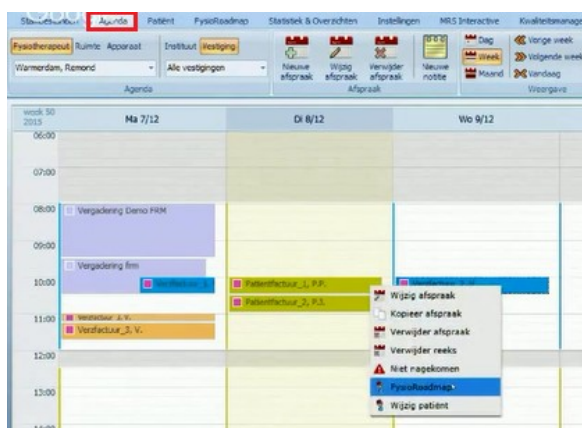 Agenda Patiënt FysioRoadmap Statistiek & Overzichten Instellingen MRS Interactive Kwaliteitsmanage
Fysiotherapeut Ruimte Apparaat Instituut Vestiging
Warmerdam, Remond Alle vestigingen
Nieuwe afspraak Wijzig afspraak Verwijder afspraak Nieuwe notitie
Dag Week Maand
Vorige week Volgende week Vandaag
Agenda Afspraak Weergave
week 50
2015
Ma 7/12 Di 8/12 Wo 9/12
06:00
07:00
08:00 Vergadering Demo FRM
09:00
Vergadering frm
10:00 Patientfactuur_1, P.P.
Wijzig afspraak
Patientfactuur_2, P.J.
Kopieer afspraak
11:00
Verzfactuur_3, V.
Verwijder afspraak
Verwijder reeks
12:00
Niet nagekomen
FysioRoadmap
13:00
Wijzig patiënt